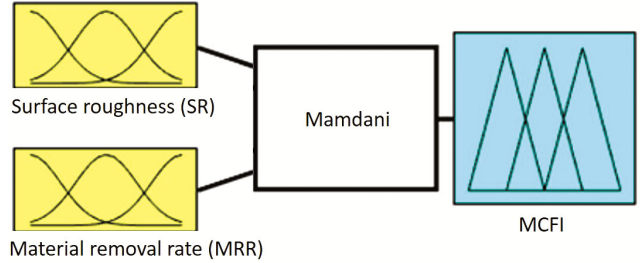 Surface roughness (SR)
Mamdani
MCFI
Material removal rate (MRR)